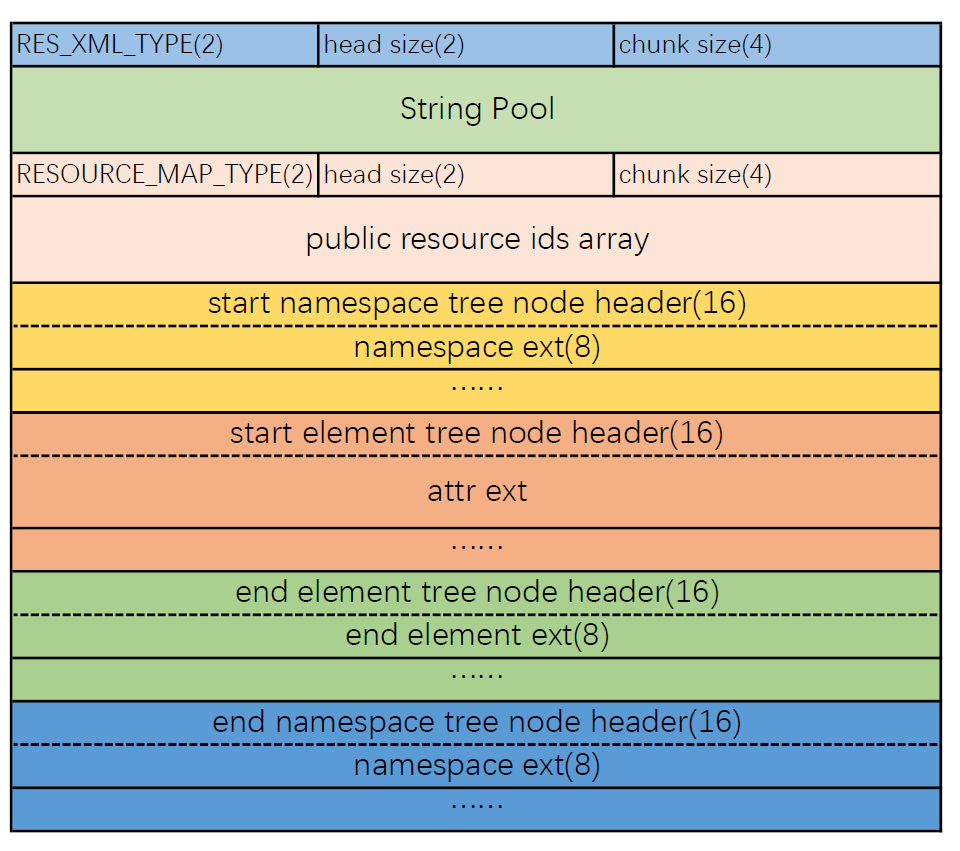 RES_XML_TYPE(2) head size(2) chunk size(4)
String Pool
RESOURCE_MAP_TYPE(2) head size(2) chunk size(4)
public resource ids array
start namespace tree node header(16)
namespace ext(8)
……
start element tree node header(16)
attr ext
……
end element tree node header(16)
end element ext(8)
……
end namespace tree node header(16)
namespace ext(8)
……